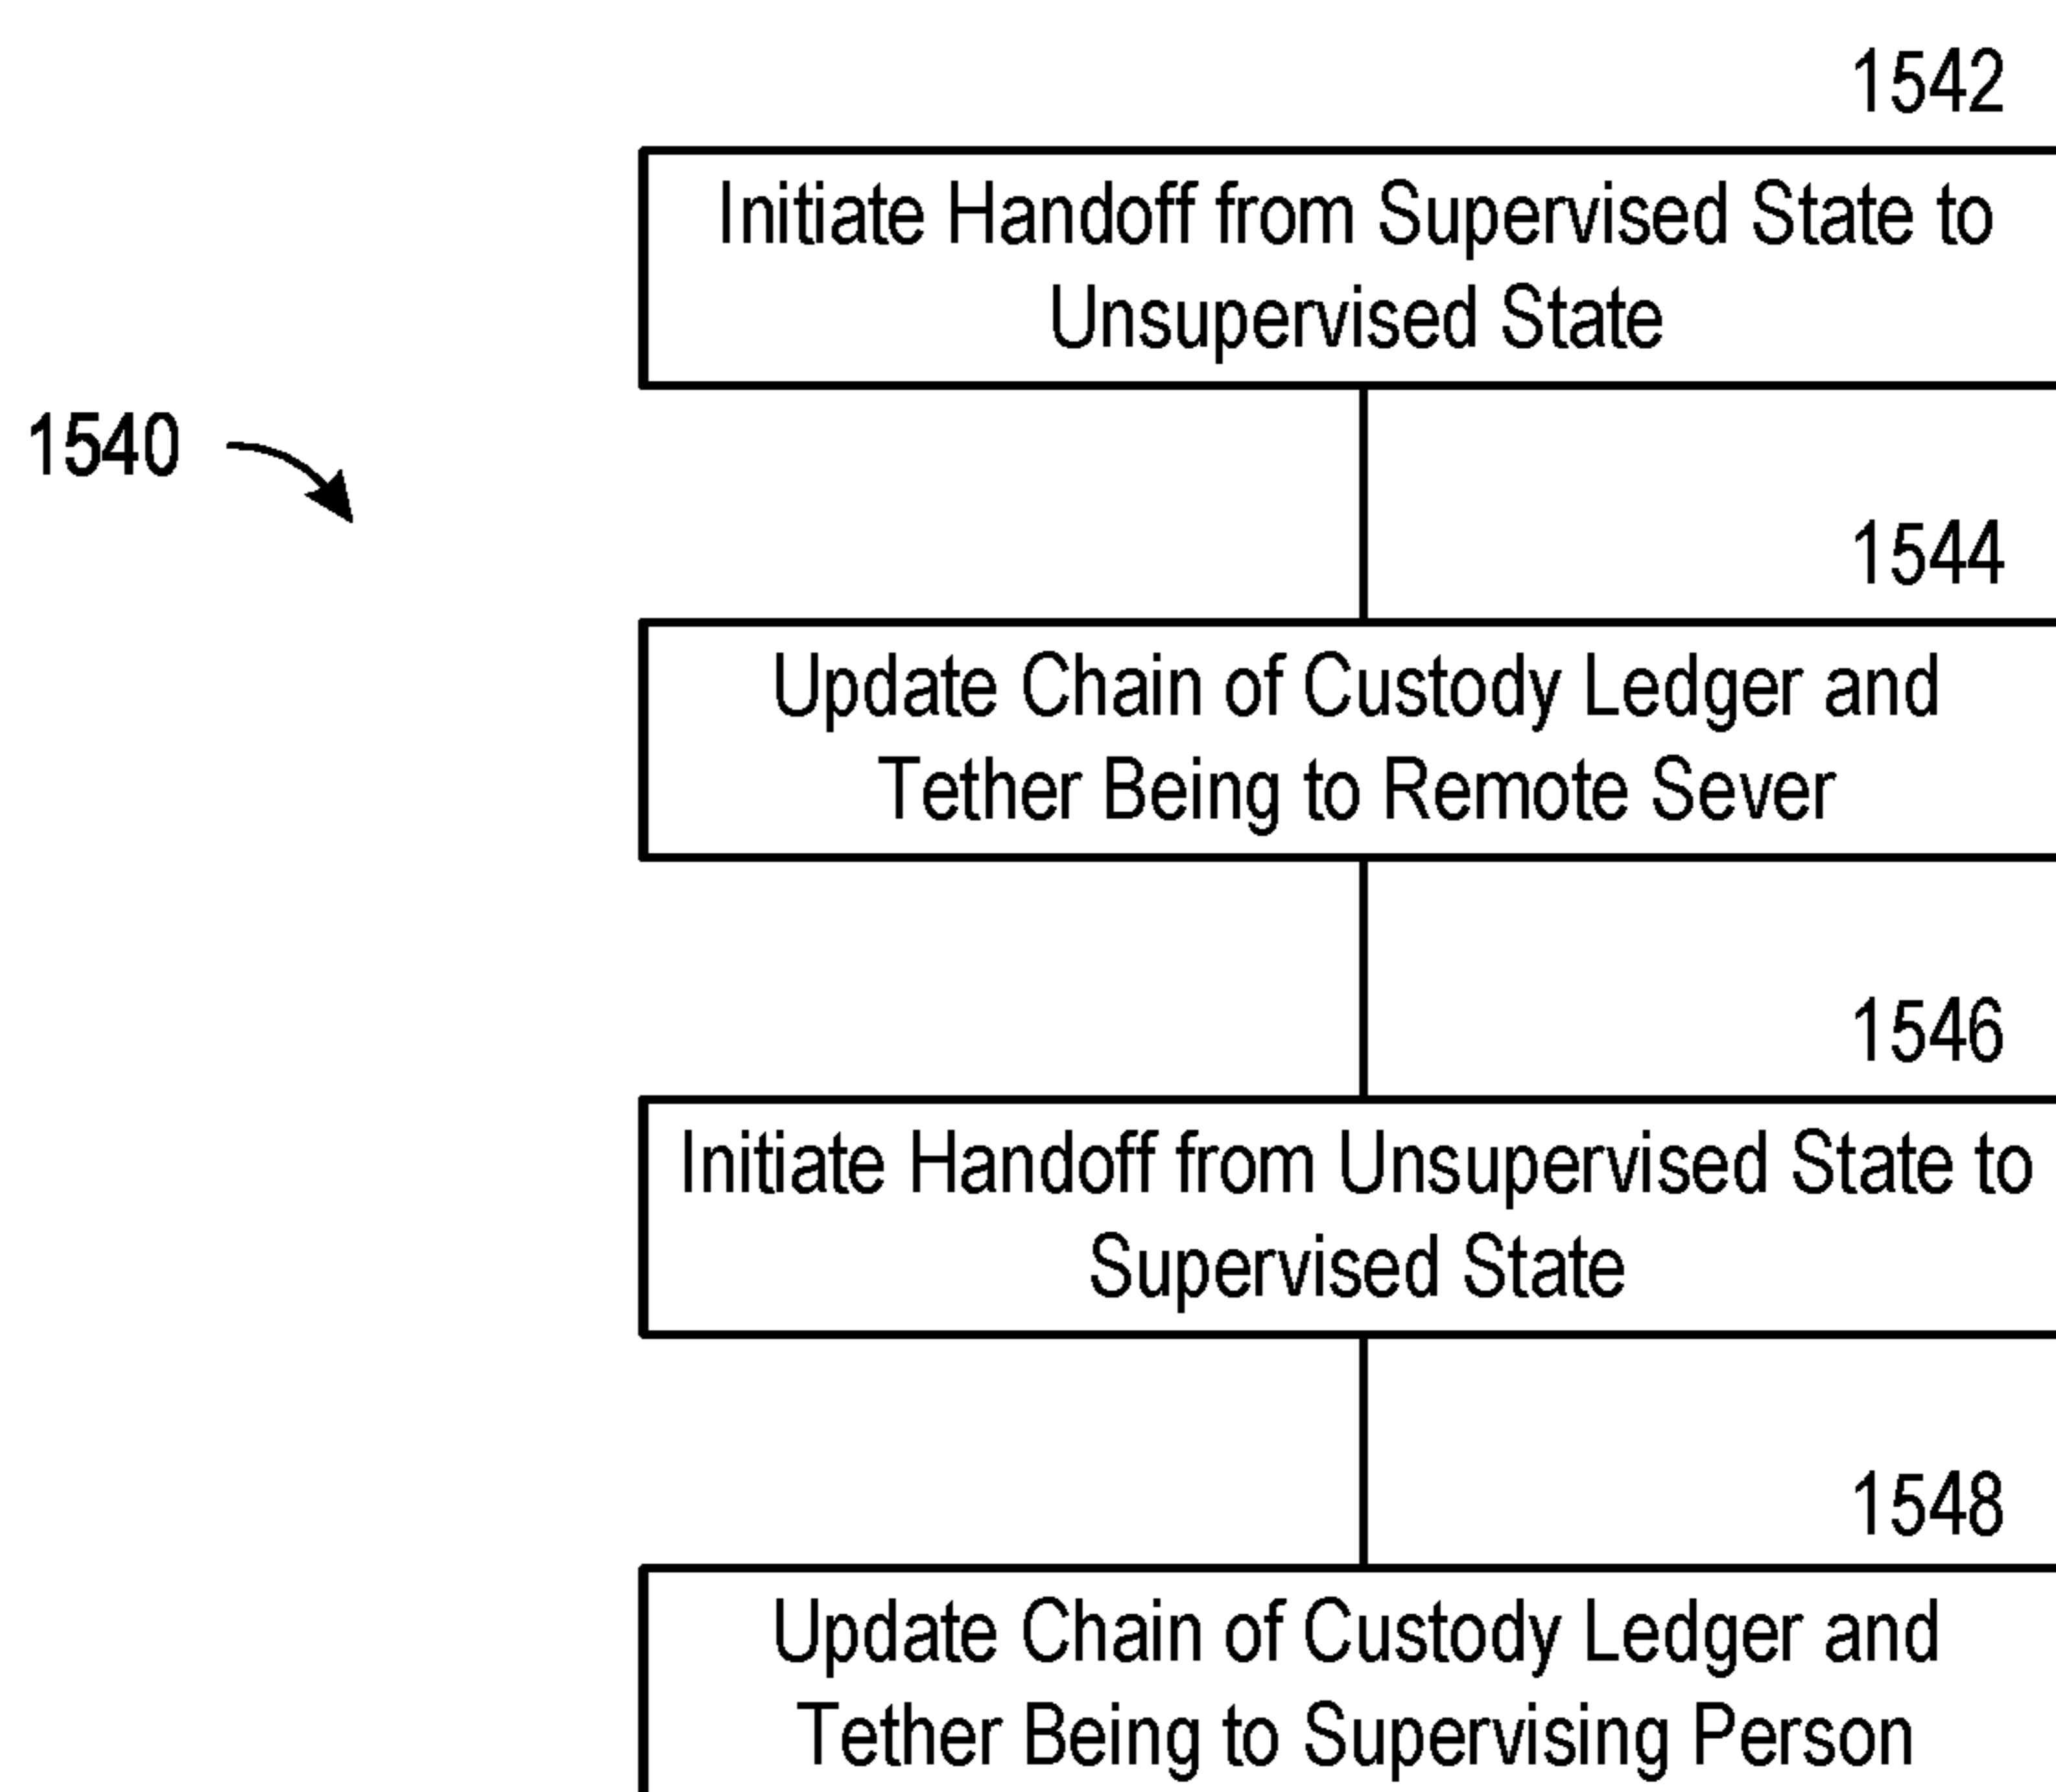 1542
Initiate Handoff from Supervised State to
Unsupervised State
1540
1544
Update Chain of Custody Ledger and
Tether Being to Remote Sever
1546
Initiate Handoff from Unsupervised State to
Supervised State
1548
Update Chain of Custody Ledger and
Tether Being to Supervising Person